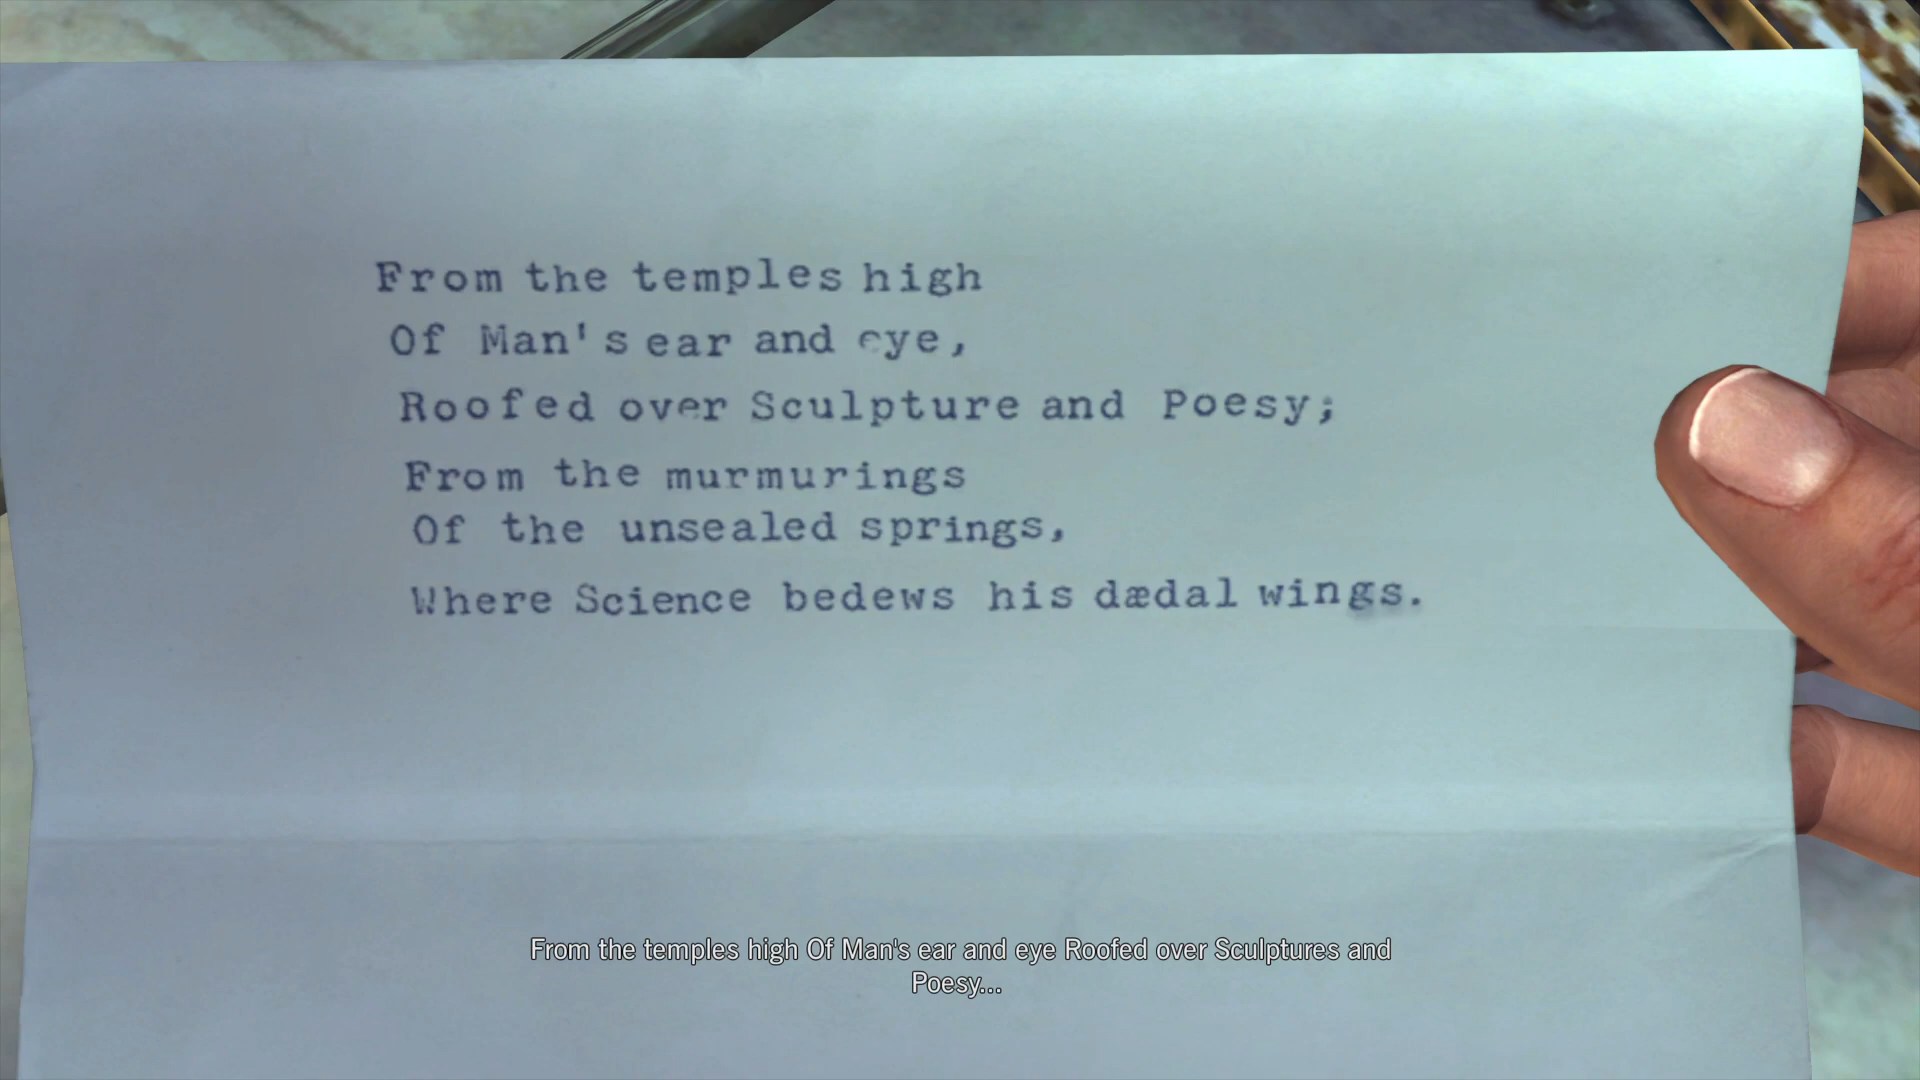 From the temples high
Of Man's ear and eye,
Roofed over Sculpture and Poesy;
From the murmurings
Of the unsealed springs,
Where Science bedews his dædal wings.
From the temples high Of Man's ear and eye Roofed over Sculptures and
Poesy...